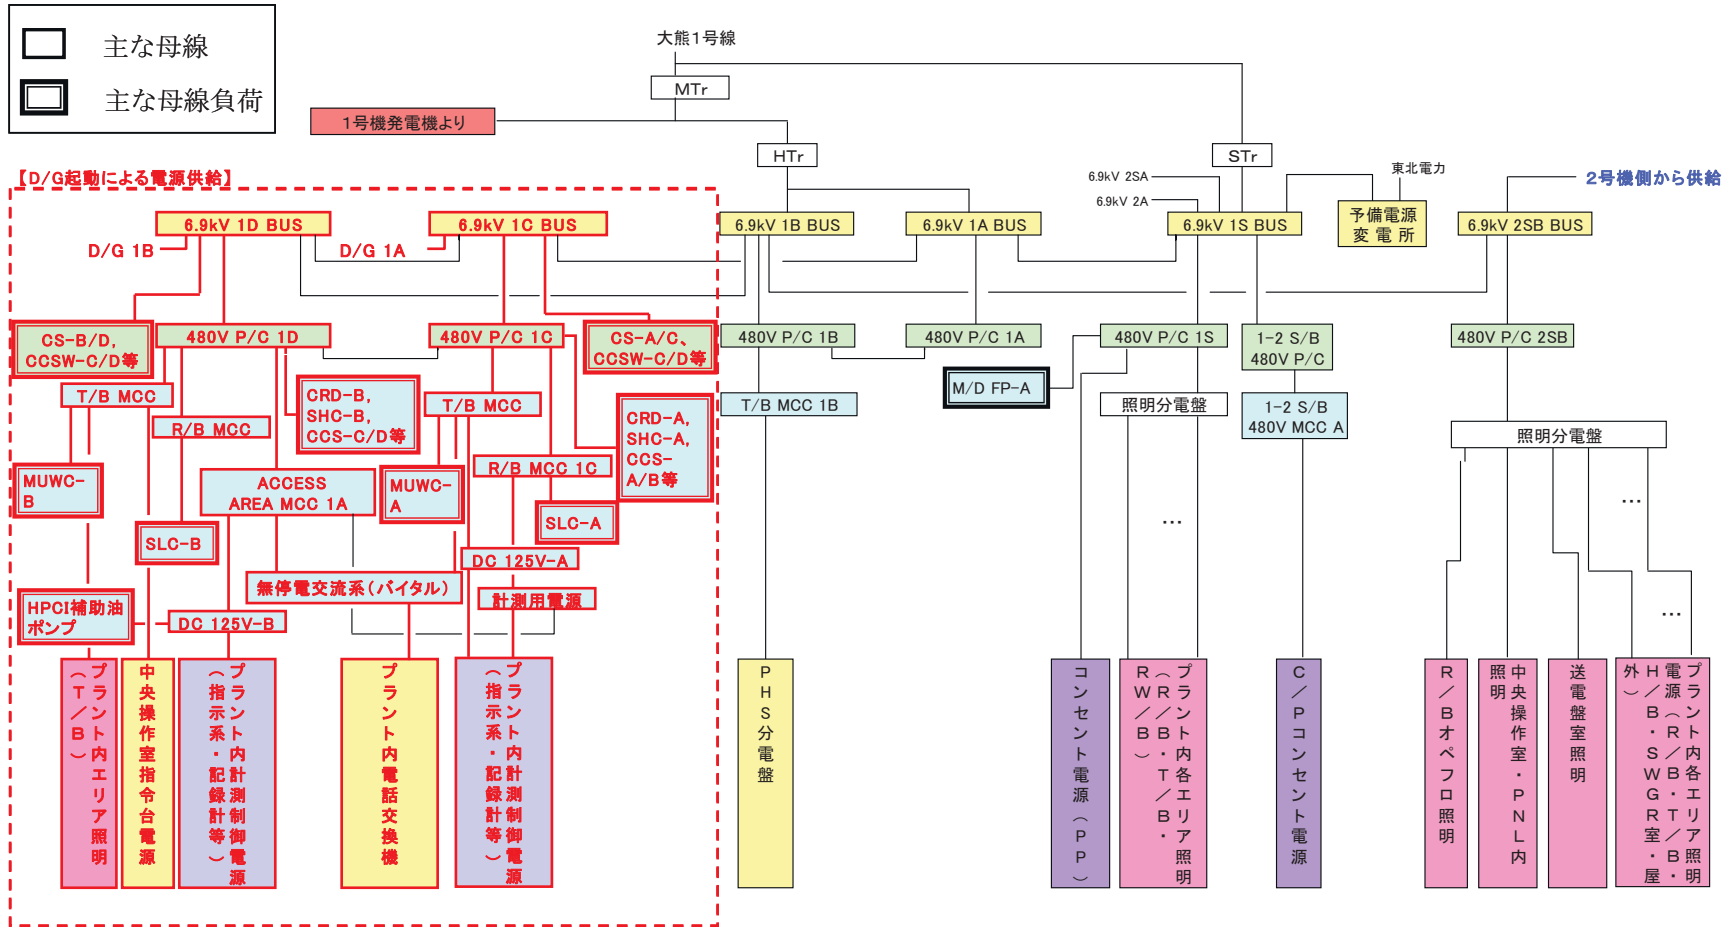 主な母線
主な母線負荷
大熊1号線
MTr
1号機発電機より
HTr
STr
【D/G起動による電源供給】
6.9kV 2SA
6.9kV 2A
東北電力
2号機側から供給
予備電源
変電所
6.9kV 1D BUS
6.9kV 1C BUS
6.9kV 1B BUS
6.9kV 1A BUS
6.9kV 1S BUS
6.9kV 2SB BUS
D/G 1B
D/G 1A
CS-B/D,
CCSW-C/D等
480V P/C 1D
480V P/C 1C
CS-A/C、
CCSW-C/D等
480V P/C 1B
480V P/C 1A
480V P/C 1S
1-2 S/B
480V P/C
480V P/C 2SB
T/B MCC
CRD-B,
SHC-B,
CCS-C/D等
T/B MCC
CRD-A,
SHC-A,
CCS-
A/B等
T/B MCC 1B
M/D FP-A
照明分電盤
1-2 S/B
480V MCC A
照明分電盤
R/B MCC
R/B MCC 1C
MUWC-
B
ACCESS
AREA MCC 1A
MUWC-
A
SLC-A
SLC-B
DC 125V-A
無停電交流系(バイタル)
計測用電源
HPCI補助油
ポンプ
DC 125V-B
…
…
…
プラント内エリア照明
(T/B)
中央操作室指令台電源
プラント内計測制御電源
(指示系・記録計等)
プラント内電話交換機
プラント内計測制御電源
(指示系・記録計等)
PHS分電盤
コンセント電源(PP)
プラント内各エリア照明
(R/B・T/B・
RW/B)
C/Pコンセント電源
R/Bオペフロ照明
中央操作室・PNL内
照明
送電盤室照明
プラント内各エリア照明
電源(R/B・T/B・
H/B・SWGR室・屋
外)